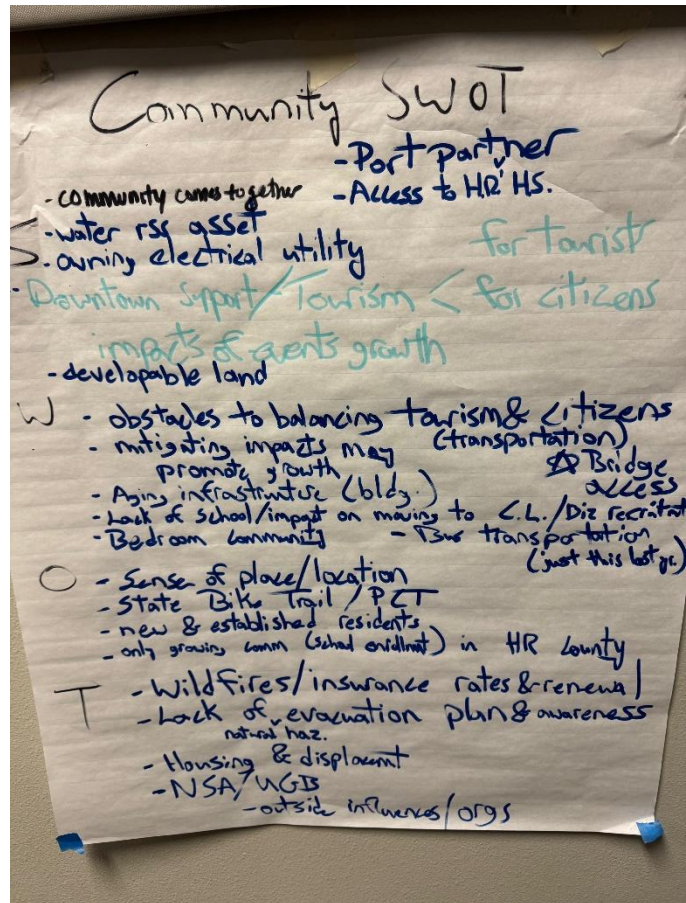 Community SWOT
- Port partner
- Access to HR HS.
- community comes together
S - water rss asset
- owning electrical utility
for tourist
- Downtown Support/Tourism < for citizens
impacts of events growth
- developable land
W - obstacles to balancing tourism & citizens
(transportation)
- mitigating impacts may
promote growth
☆ Bridge
access
- Aging infrastructure (bldg.)
- Lack of school/impact on moving to C.L./Biz recruitmt
- Bedroom community - Bus transportation
(just this last yr.)
O - Sense of place/location
- State Bike Trail / PCT
- new & established residents
- only growing comm (school enrollmnt) in HR County
T - Wildfires/insurance rates & renewal
- Lack of ^ evacuation plan & awareness
natural haz.
- Housing & displacemnt
- NSA/UGB
- outside influences/orgs